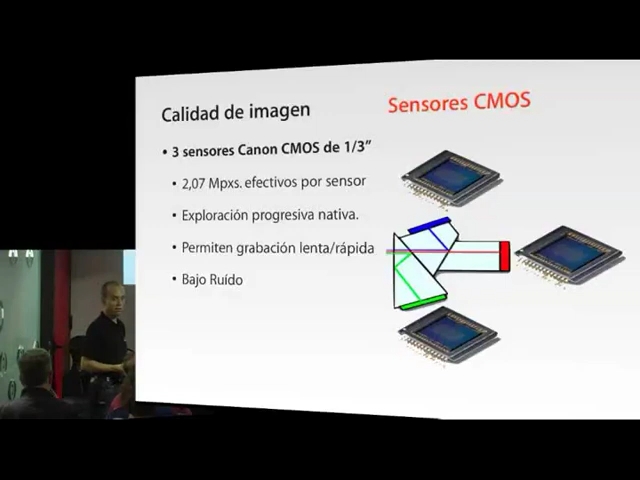 Calidad de imagen
Sensores CMOS
• 3 sensores Canon CMOS de 1/3”
• 2,07 Mpxs. efectivos por sensor
• Exploración progresiva nativa.
• Permiten grabación lenta/rápida
• Bajo Ruído